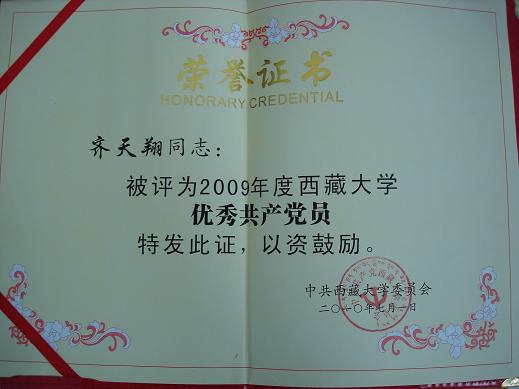 荣誉证书
HONORARY CREDENTIAL
齐天翔同志：
被评为2009年度西藏大学
优秀共产党员
特发此证，以资鼓励。
中共西藏大学委员会
二〇一〇年七月一日